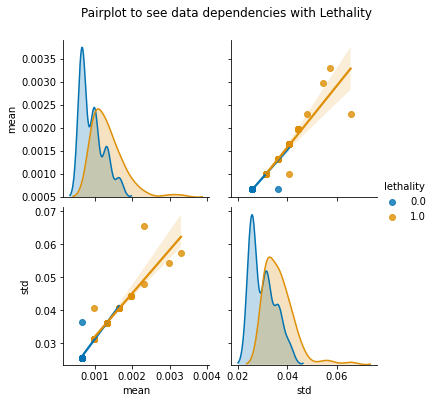 Pairplot to see data dependencies with Lethality
0.0035
0.0030
0.0025
0.0020
0.0015
0.0010
0.0005
mean
lethality
0.0
1.0
0.07
0.06
0.05
0.04
0.03
std
0.001 0.002 0.003 0.004
mean
0.02 0.04 0.06
std